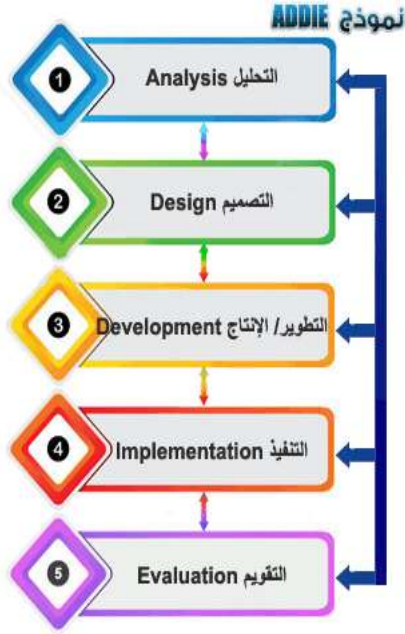 نموذج ADDIE
1
التحليل Analysis
2
التصميم Design
3
التطوير/ الإنتاج Development
4
التنفيذ Implementation
5
التقويم Evaluation